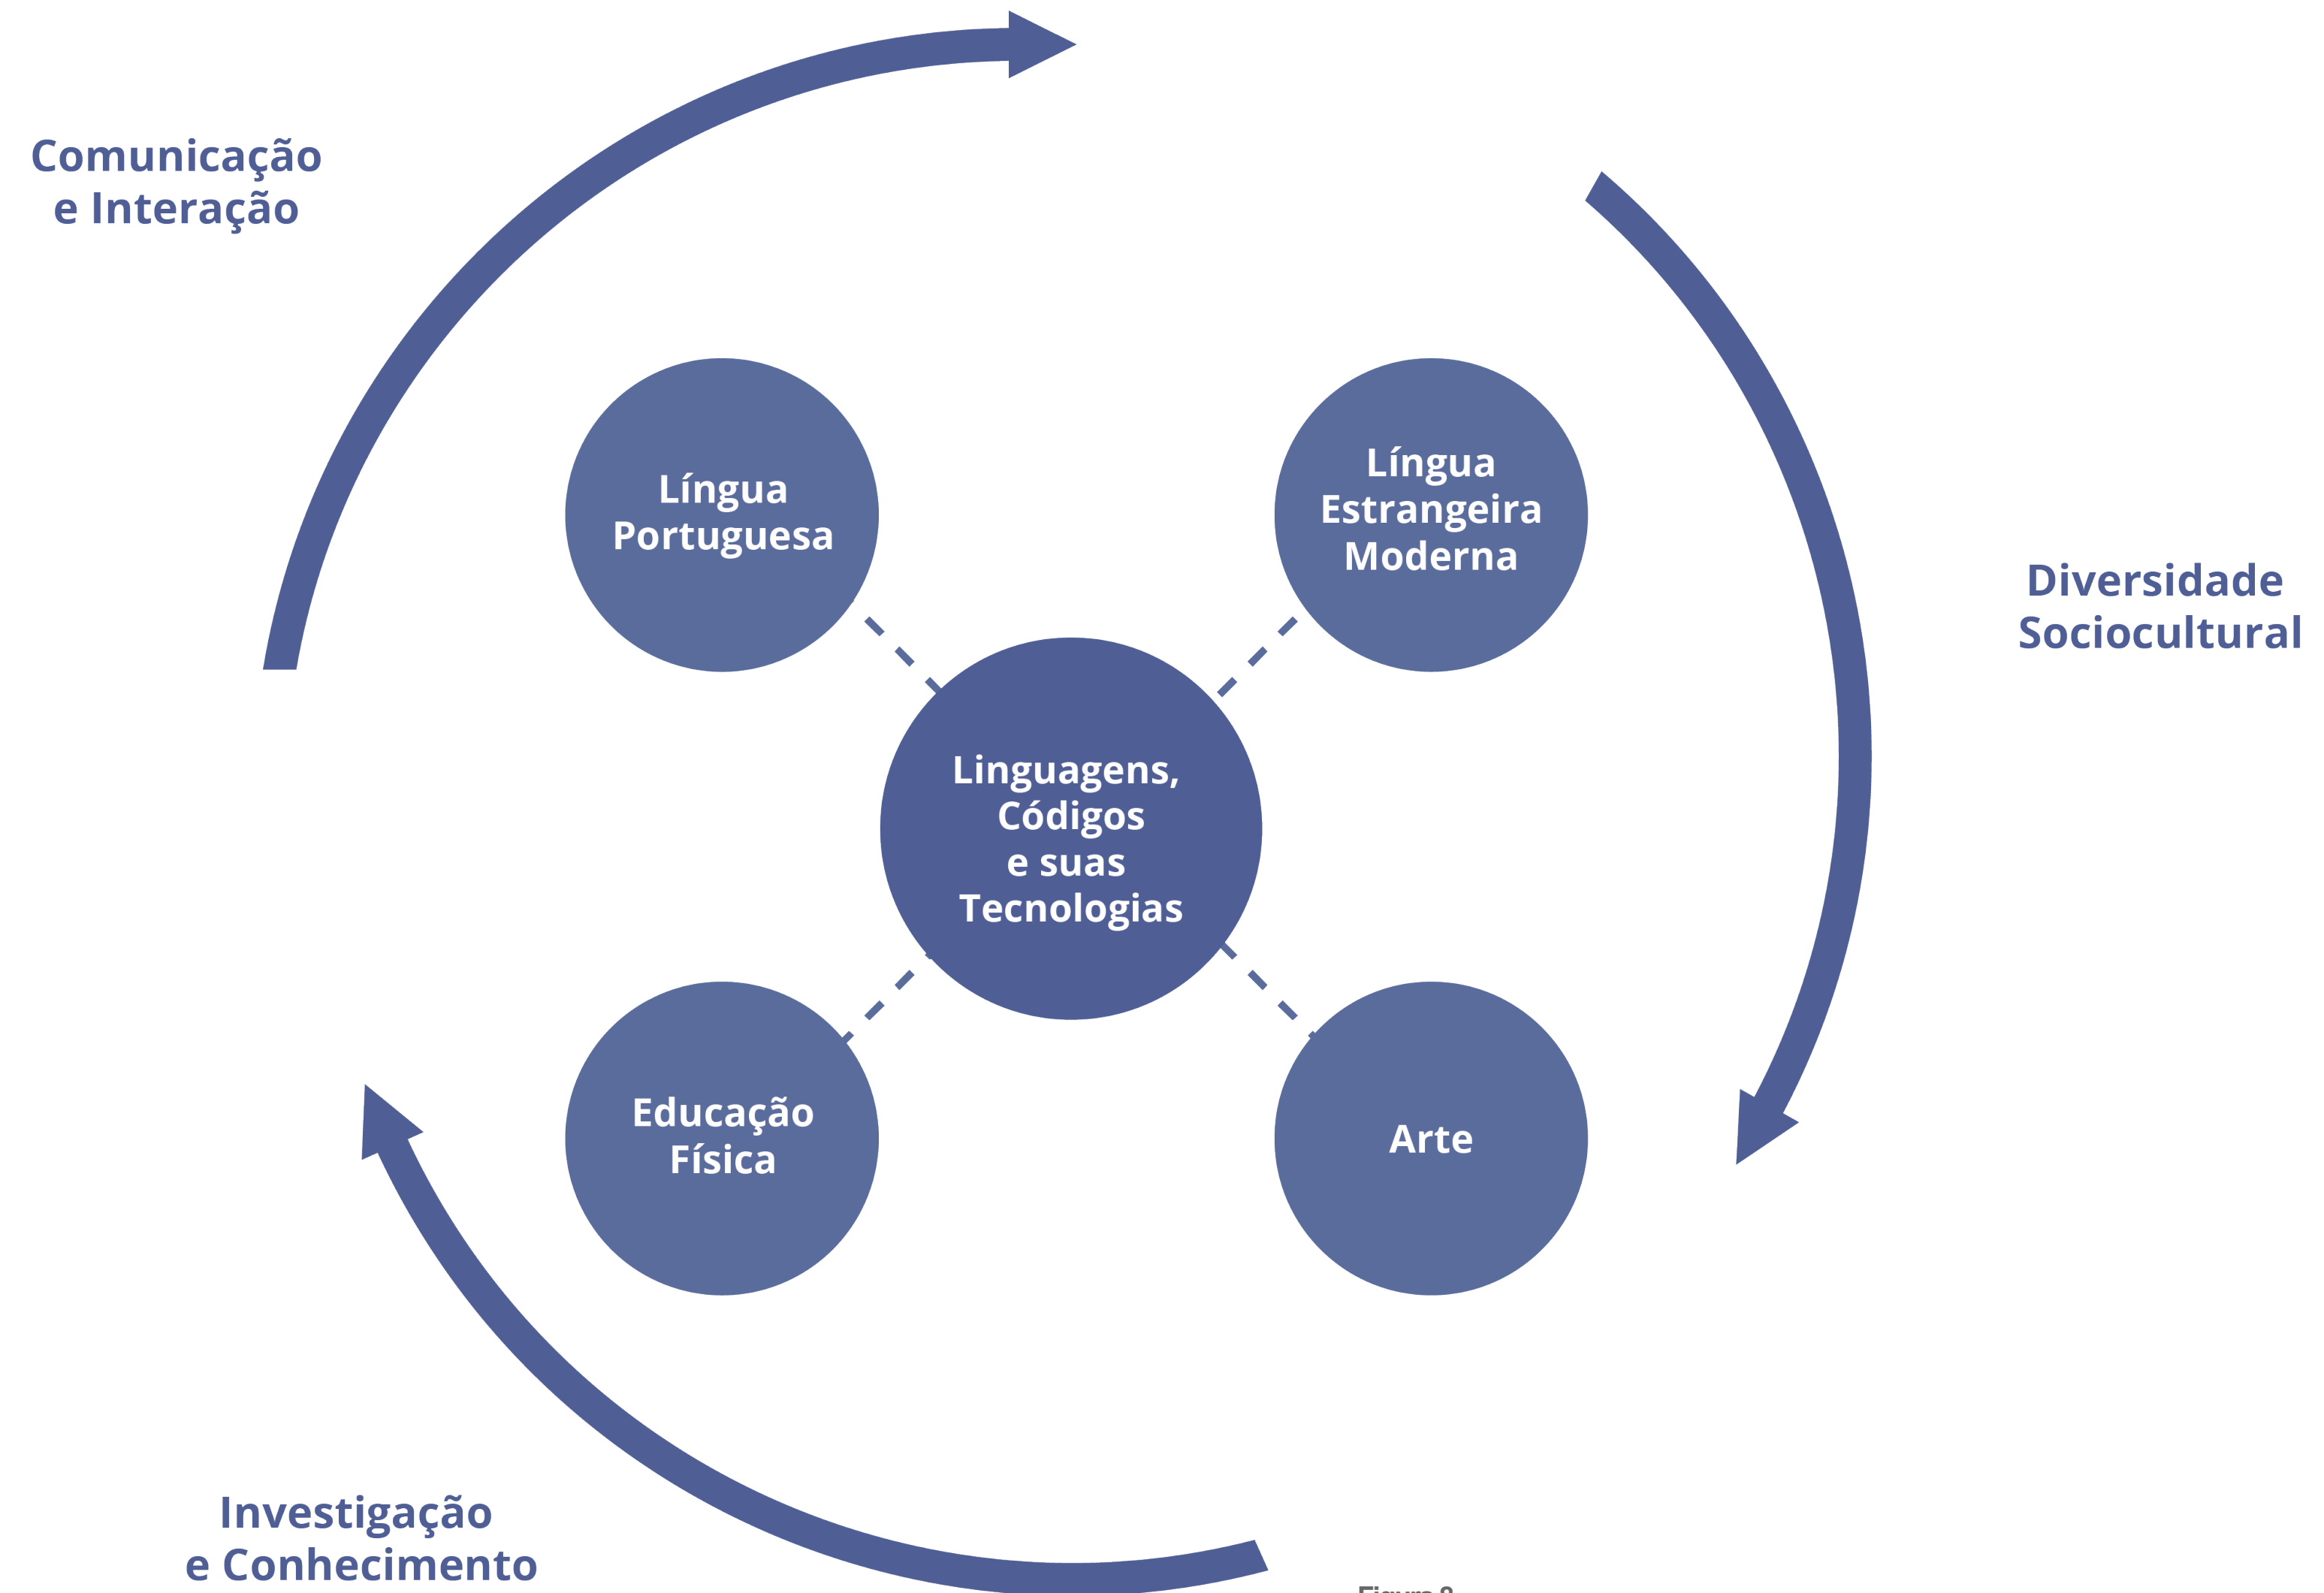 Comunicação
e Interação
Língua
Portuguesa
Língua
Estrangeira
Moderna
Diversidade
Sociocultural
Linguagens,
Códigos
e suas
Tecnologias
Educação
Física
Arte
Investigação
e Conhecimento